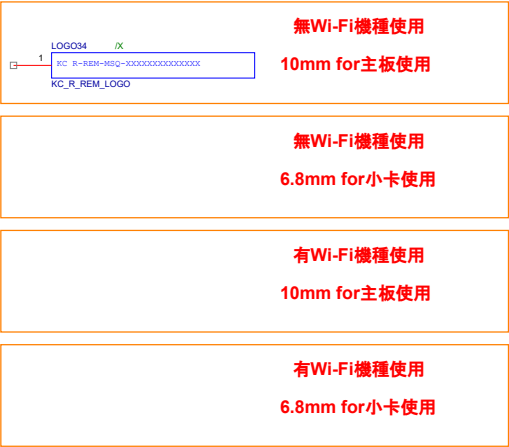 無Wi-Fi機種使用
LOGO34 /X
1
KC R-REM-MSQ-XXXXXXXXXXXXXX
10mm for主板使用
KC_R_REM_LOGO
無Wi-Fi機種使用
6.8mm for小卡使用
有Wi-Fi機種使用
10mm for主板使用
有Wi-Fi機種使用
6.8mm for小卡使用